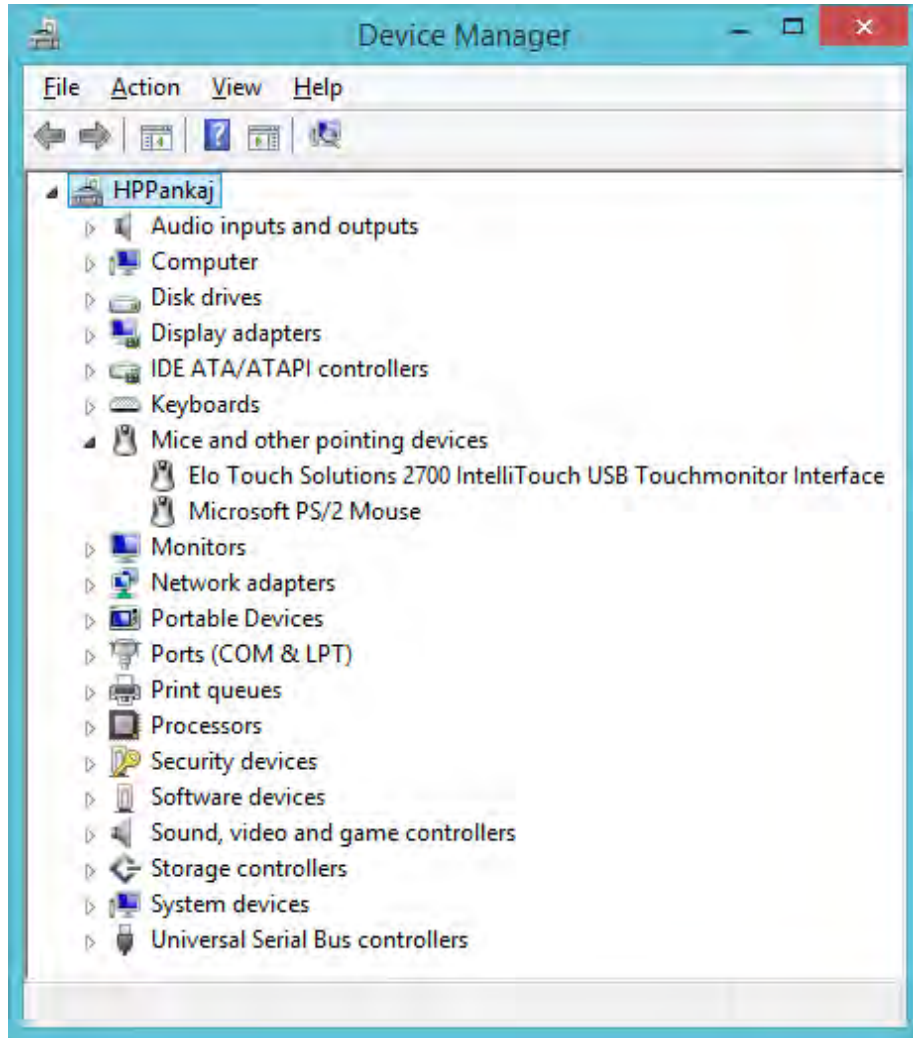 Device Manager
File Action View Help
HPPankaj
Audio inputs and outputs
Computer
Disk drives
Display adapters
IDE ATA/ATAPI controllers
Keyboards
Mice and other pointing devices
Elo Touch Solutions 2700 IntelliTouch USB Touchmonitor Interface
Microsoft PS/2 Mouse
Monitors
Network adapters
Portable Devices
Ports (COM & LPT)
Print queues
Processors
Security devices
Software devices
Sound, video and game controllers
Storage controllers
System devices
Universal Serial Bus controllers